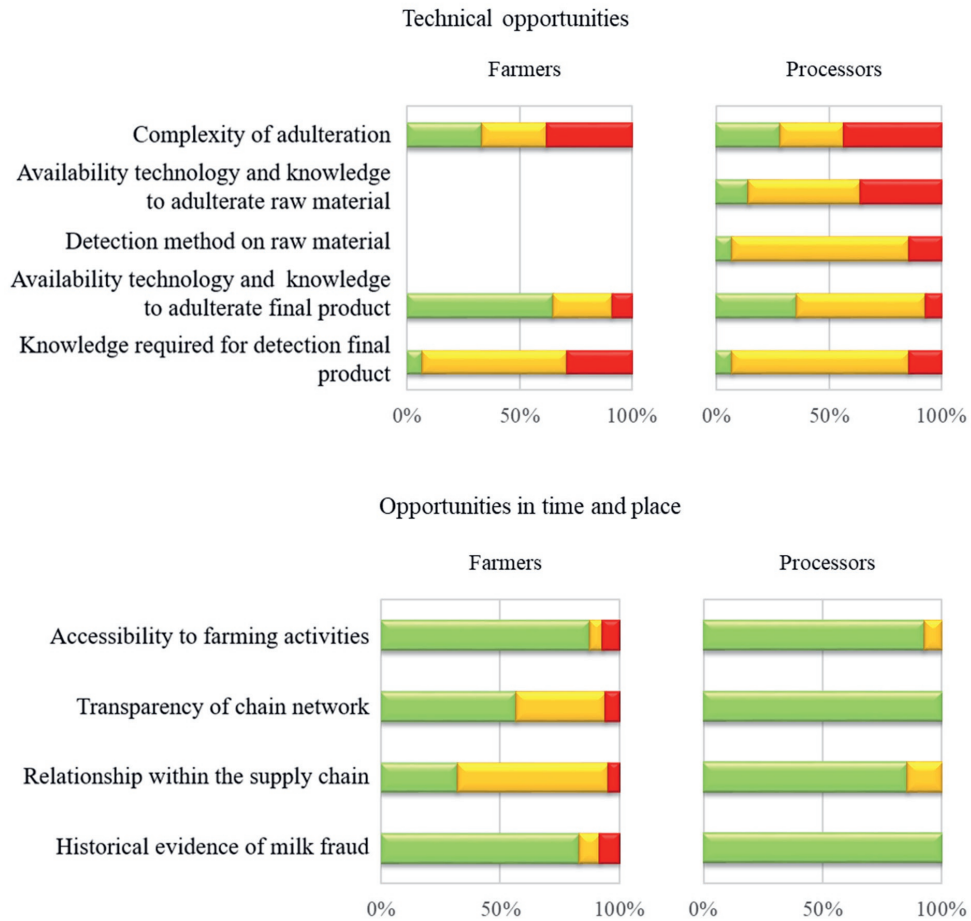 Technical opportunities
Farmers
Processors
Complexity of adulteration
Availability technology and knowledge
to adulterate raw material
Detection method on raw material
Availability technology and knowledge
to adulterate final product
Knowledge required for detection final
product
0% 50% 100%
0% 50% 100%
Opportunities in time and place
Farmers
Processors
Accessibility to farming activities
Transparency of chain network
Relationship within the supply chain
Historical evidence of milk fraud
0% 50% 100%
0% 50% 100%